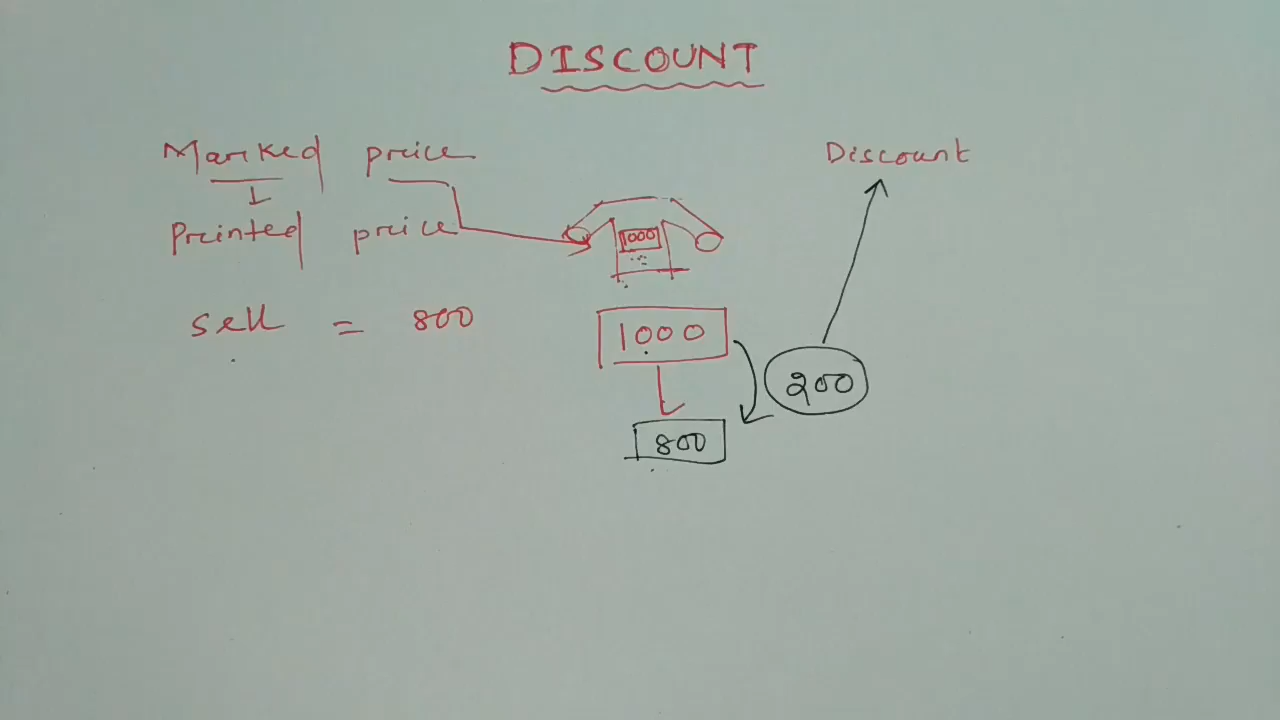 DISCOUNT
Marked price
Discount
Printed price
1000
sell = 800
1000
200
800